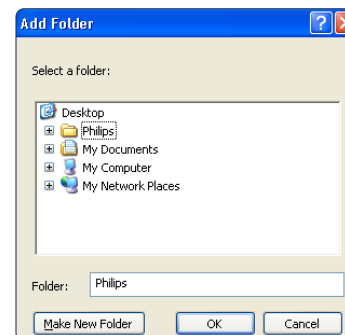 Add Folder
Select a folder:
Desktop
Philips
My Documents
My Computer
My Network Places
Folder: Philips
Make New Folder OK Cancel